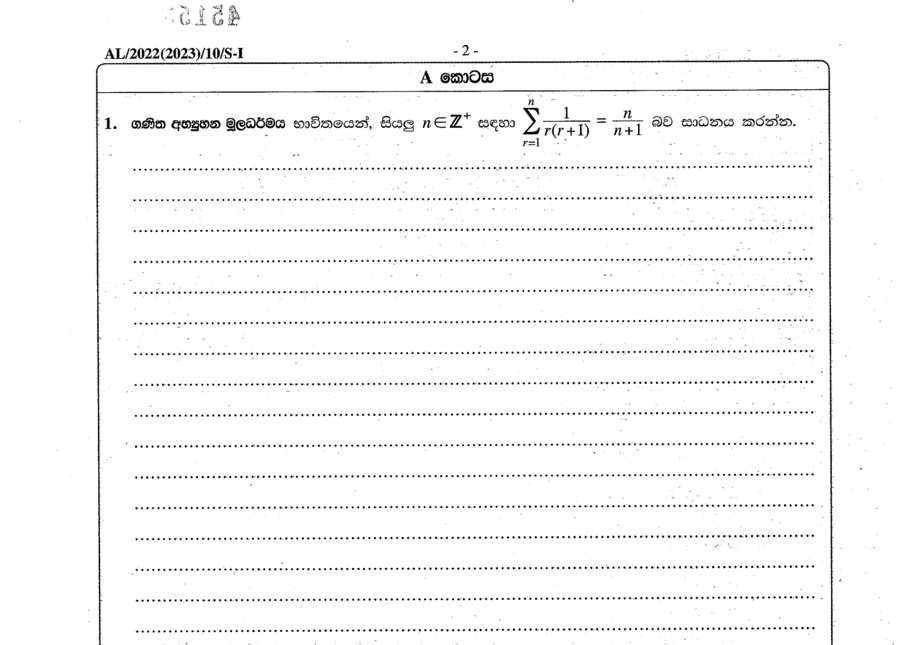 4515
AL/2022(2023)/10/S-I
- 2 -
A කොටස
1. ගණිත අභ්‍යුහන මූලධර්මය භාවිතයෙන්, සියලු n∈ℤ⁺ සඳහා ∑_{r=1}^{n} 1/(r(r+1)) = n/(n+1) බව සාධනය කරන්න.